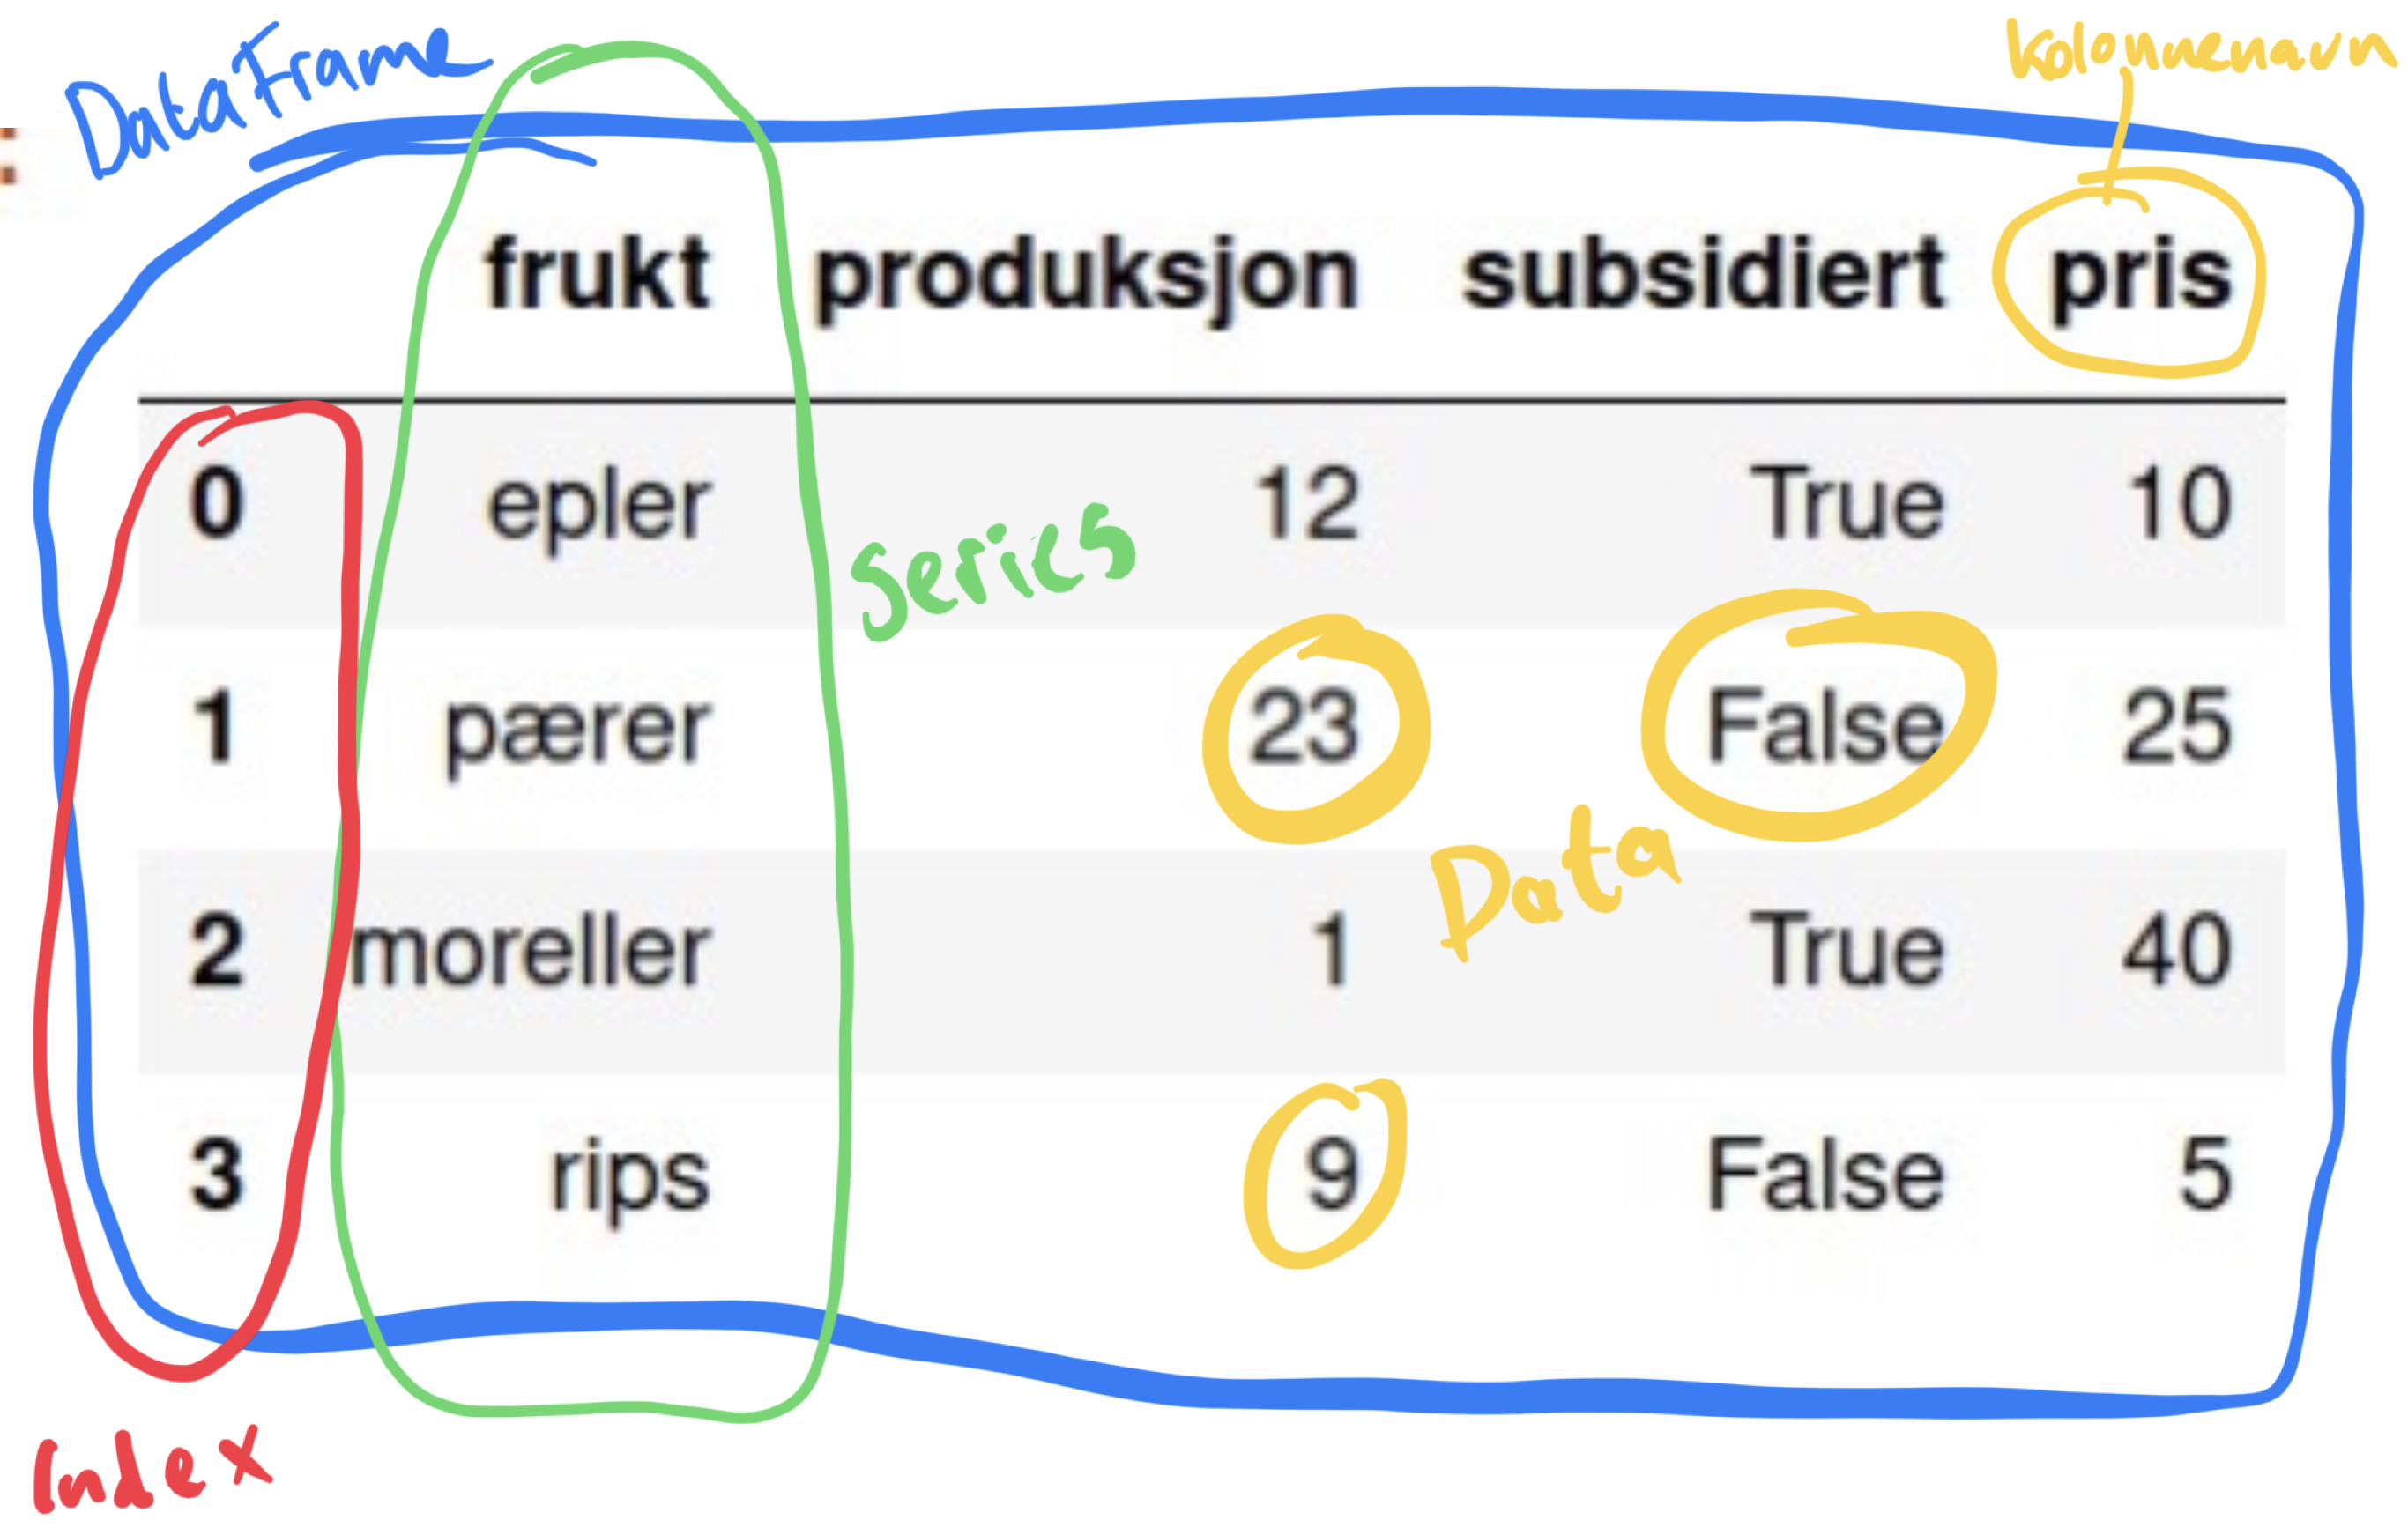 DataFrame
Kolonnenavn
frukt produksjon subsidiert pris
0 epler 12 True 10
Series
1 pærer 23 False 25
Data
2 moreller 1 True 40
3 rips 9 False 5
Index